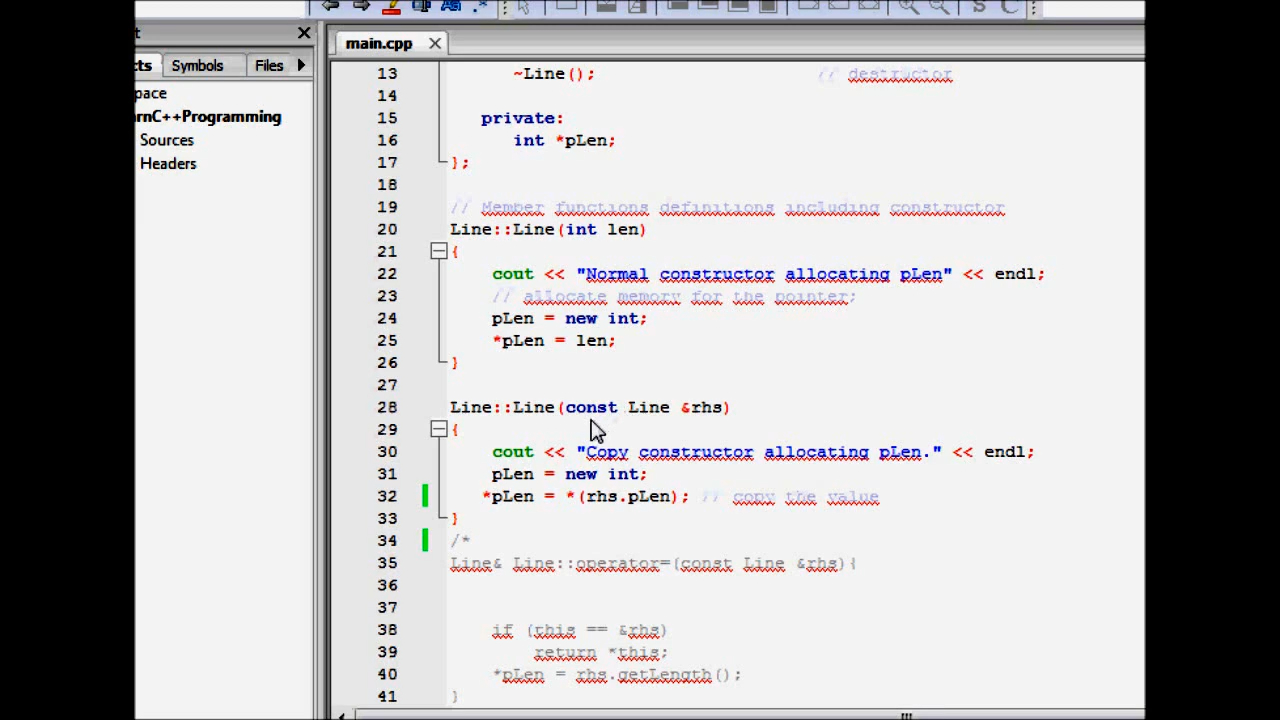 t
main.cpp
cts Symbols Files
pace
arnC++Programming
Sources
Headers
13 ~Line(); // destructor
14
15 private:
16 int *pLen;
17 };
18
19 // Member functions definitions including constructor
20 Line::Line(int len)
21 {
22 cout << "Normal constructor allocating pLen" << endl;
23 // allocate memory for the pointer;
24 pLen = new int;
25 *pLen = len;
26 }
27
28 Line::Line(const Line &rhs)
29 {
30 cout << "Copy constructor allocating pLen." << endl;
31 pLen = new int;
32 *pLen = *(rhs.pLen); // copy the value
33 }
34 /*
35 Line& Line::operator=(const Line &rhs){
36
37
38 if (this == &rhs)
39 return *this;
40 *pLen = rhs.getLength();
41 }